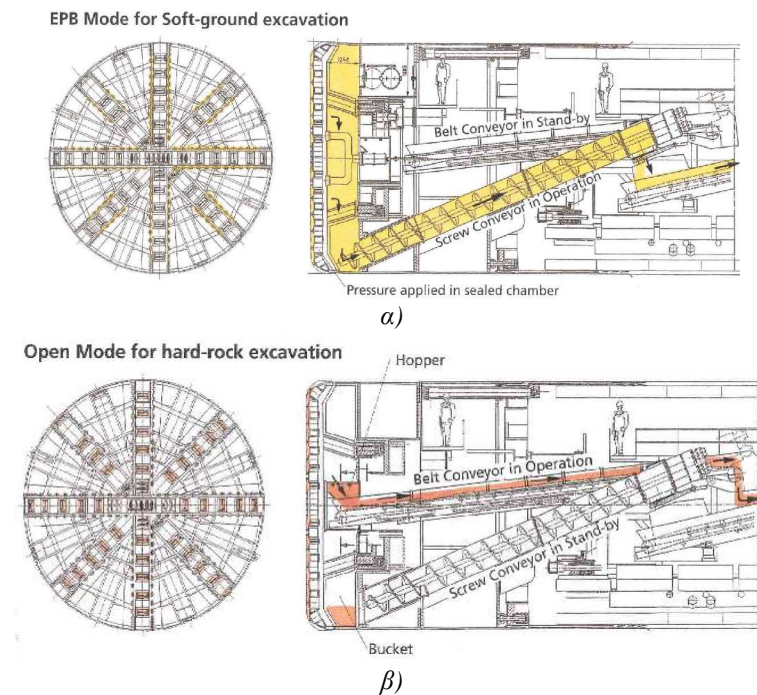 EPB Mode for Soft-ground excavation
Belt Conveyor in Stand-by
Screw Conveyor in Operation
Pressure applied in sealed chamber
α)
Open Mode for hard-rock excavation
Hopper
Belt Conveyor in Operation
Screw Conveyor in Stand-by
Bucket
β)